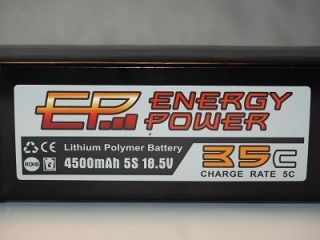 EP ENERGY
POWER
CE Lithium Polymer Battery
ROHS 4500mAh 5S 18.5V
35C
CHARGE RATE 5C